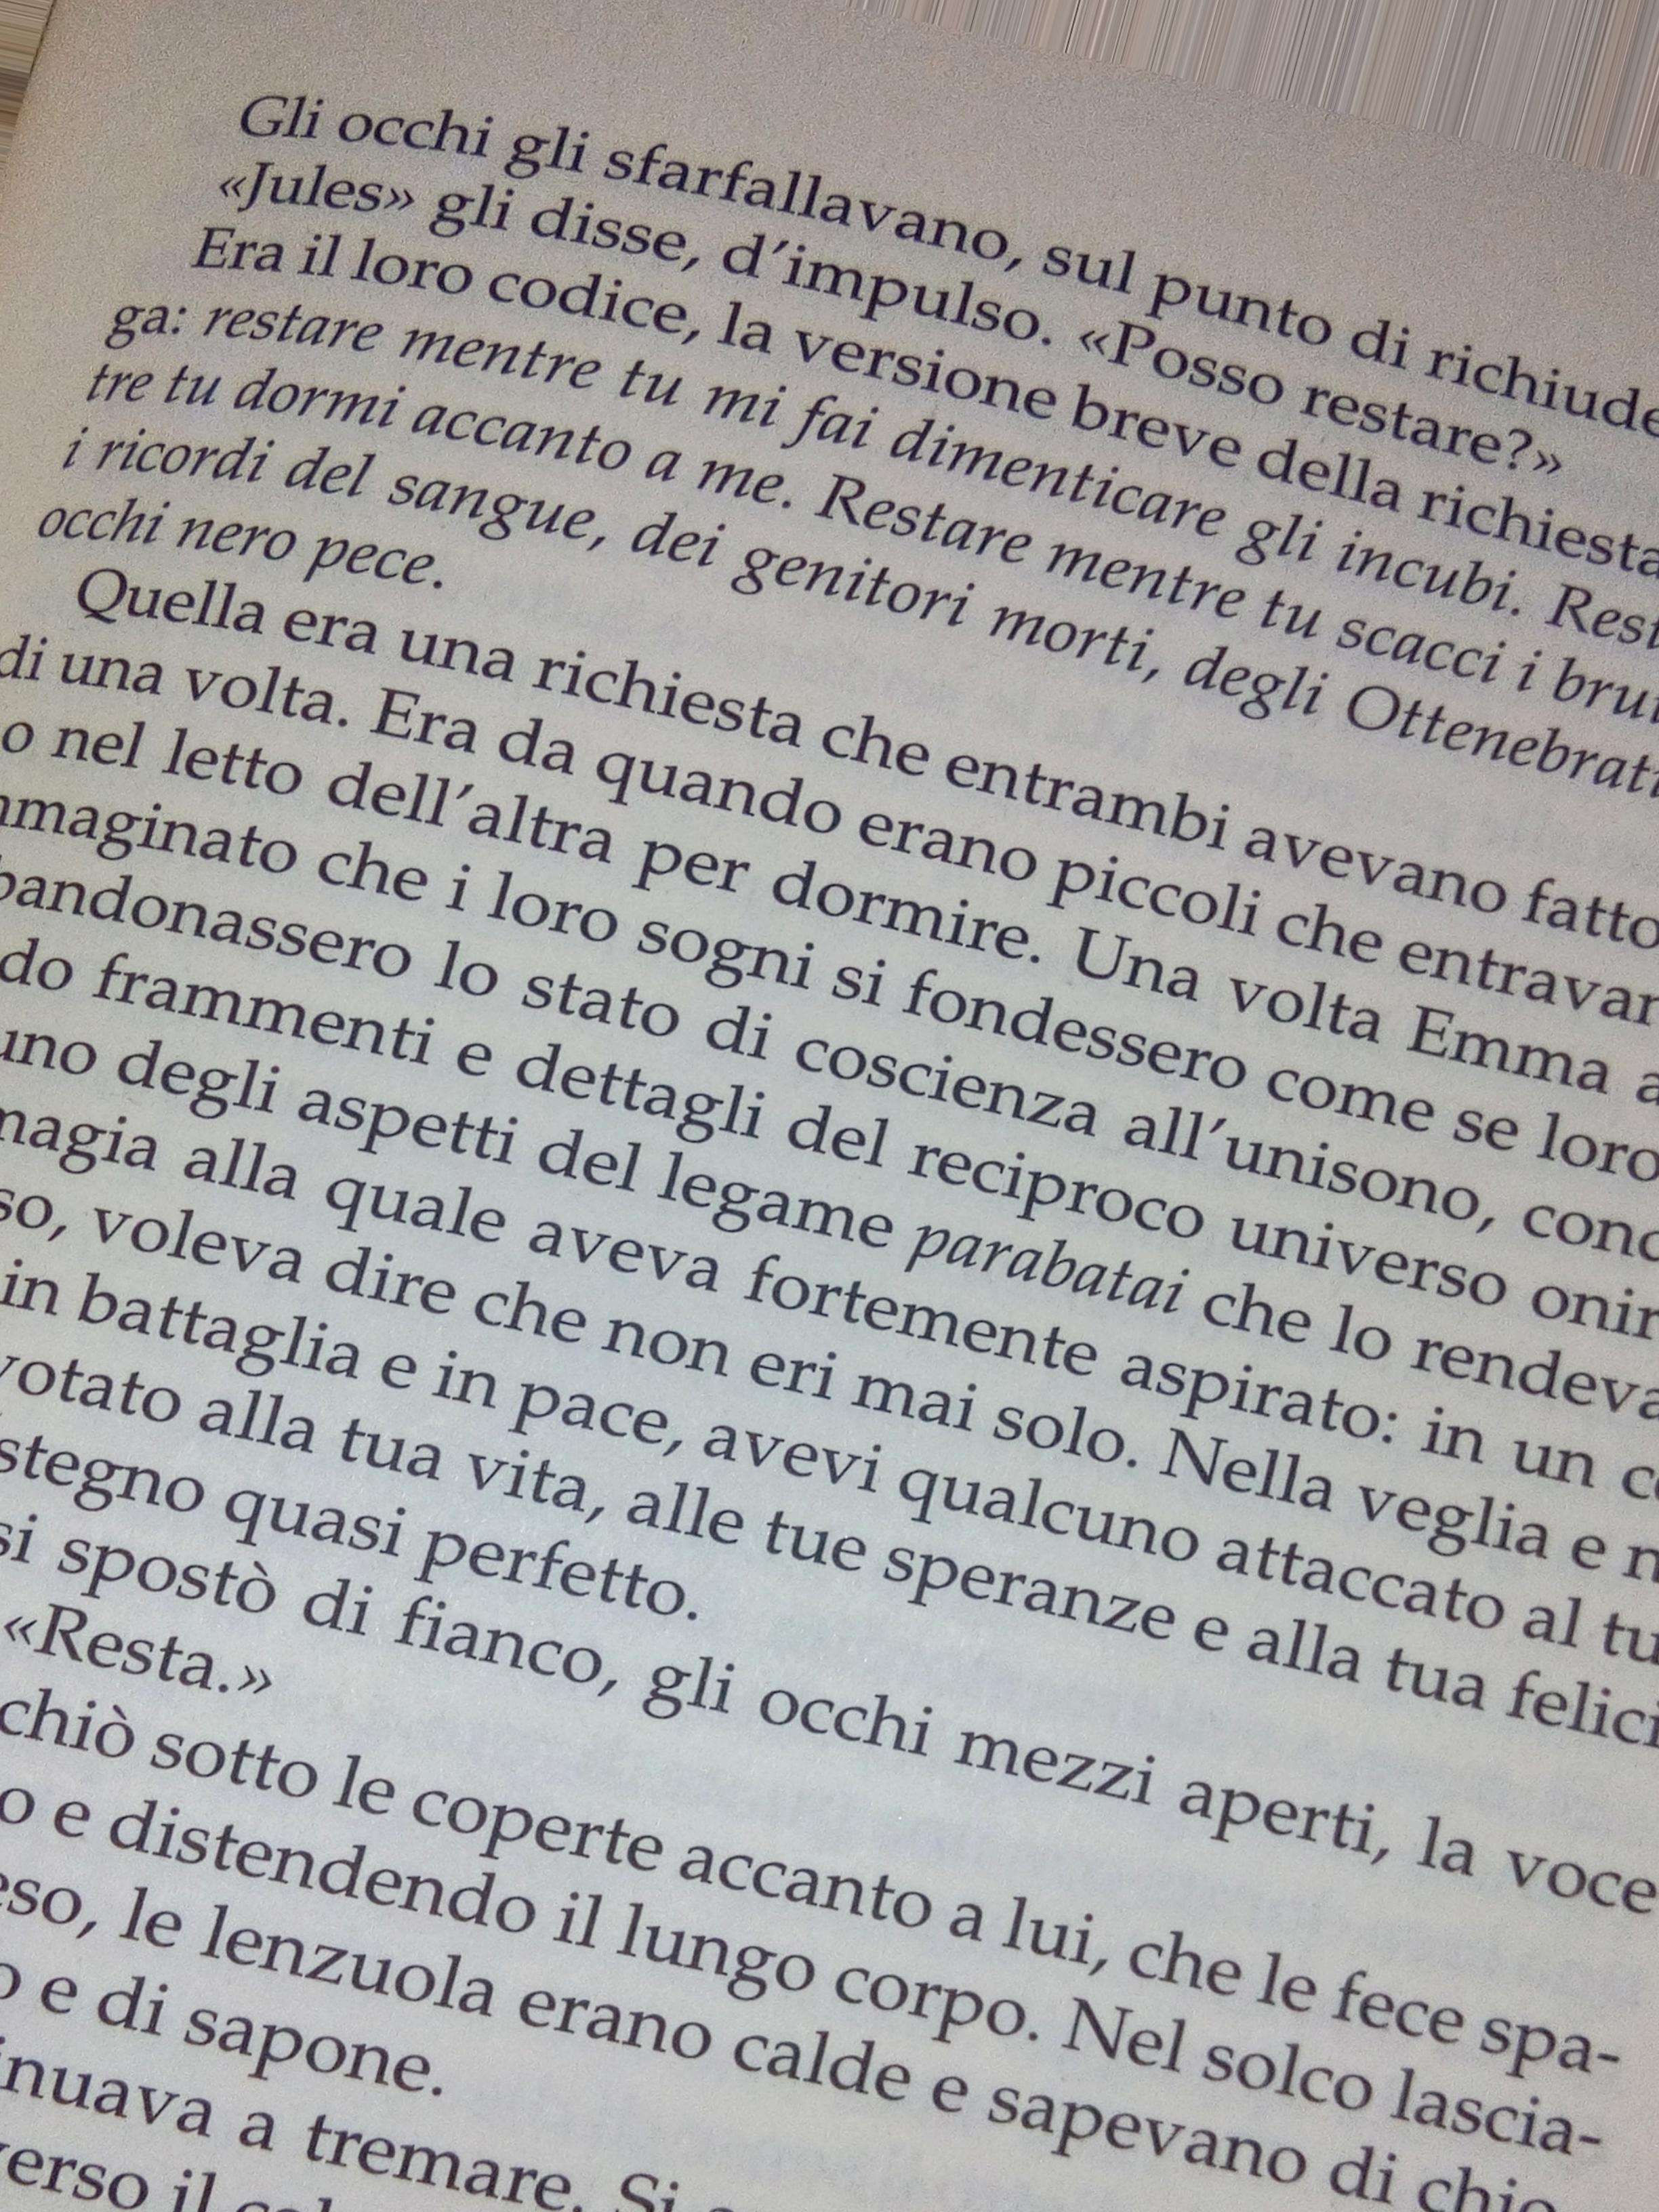 Gli occhi gli sfarfallavano, sul punto di richiude
«Jules» gli disse, d'impulso. «Posso restare?»
Era il loro codice, la versione breve della richiesta
ga: restare mentre tu mi fai dimenticare gli incubi. Rest
tre tu dormi accanto a me. Restare mentre tu scacci i brut
i ricordi del sangue, dei genitori morti, degli Ottenebrati
occhi nero pece.
Quella era una richiesta che entrambi avevano fatto
di una volta. Era da quando erano piccoli che entravan
o nel letto dell'altra per dormire. Una volta Emma a
mmaginato che i loro sogni si fondessero come se loro
bandonassero lo stato di coscienza all'unisono, cond
do frammenti e dettagli del reciproco universo onir
uno degli aspetti del legame parabatai che lo rendeva
magia alla quale aveva fortemente aspirato: in un ce
so, voleva dire che non eri mai solo. Nella veglia e n
in battaglia e in pace, avevi qualcuno attaccato al tu
votato alla tua vita, alle tue speranze e alla tua felici
stegno quasi perfetto.
si spostò di fianco, gli occhi mezzi aperti, la voce
«Resta.»
chiò sotto le coperte accanto a lui, che le fece spa-
o e distendendo il lungo corpo. Nel solco lascia-
eso, le lenzuola erano calde e sapevano di chio
o e di sapone.
inuava a tremare. Si
verso il